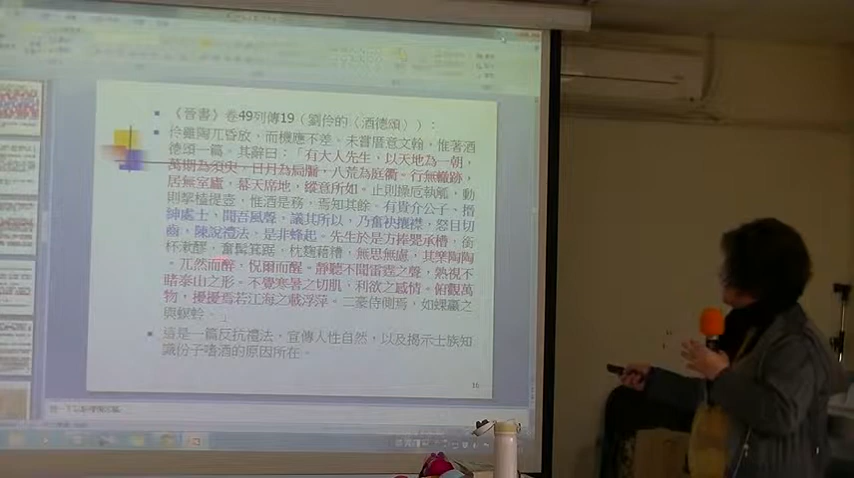 《晉書》卷49列傳19（劉伶的〈酒德頌〉）：
伶雖陶兀昏放，而機應不差。未嘗厝意文翰，惟著酒
德頌一篇。其辭曰：「有大人先生，以天地為一朝，
萬期為須臾，日月為扃牖，八荒為庭衢。行無轍跡，
居無室廬，幕天席地，縱意所如。止則操卮執觚，動
則挈榼提壺，惟酒是務，焉知其餘。有貴介公子、搢
紳處士，聞吾風聲，議其所以，乃奮袂攘襟，怒目切
齒，陳說禮法，是非蜂起。先生於是方捧甖承槽，銜
杯漱醪，奮髯箕踞，枕麴藉糟，無思無慮，其樂陶陶
。兀然而醉，怳爾而醒。靜聽不聞雷霆之聲，熟視不
睹泰山之形。不覺寒暑之切肌，利欲之感情。俯觀萬
物，擾擾焉若江海之載浮萍。二豪侍側焉，如蜾蠃之
與螟蛉。」
這是一篇反抗禮法，宣傳人性自然，以及揭示士族知
識份子嗜酒的原因所在。
16